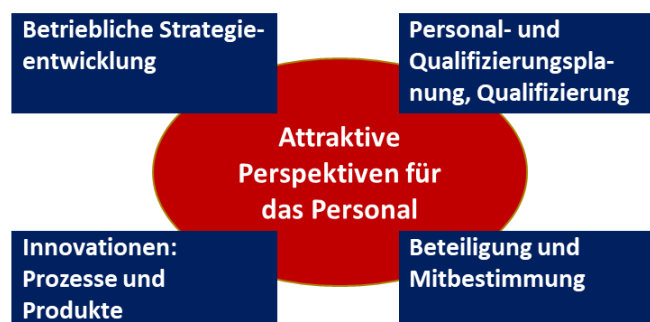 Betriebliche Strategie-
entwicklung
Personal- und
Qualifizierungspla-
nung, Qualifizierung
Attraktive
Perspektiven für
das Personal
Innovationen:
Prozesse und
Produkte
Beteiligung und
Mitbestimmung